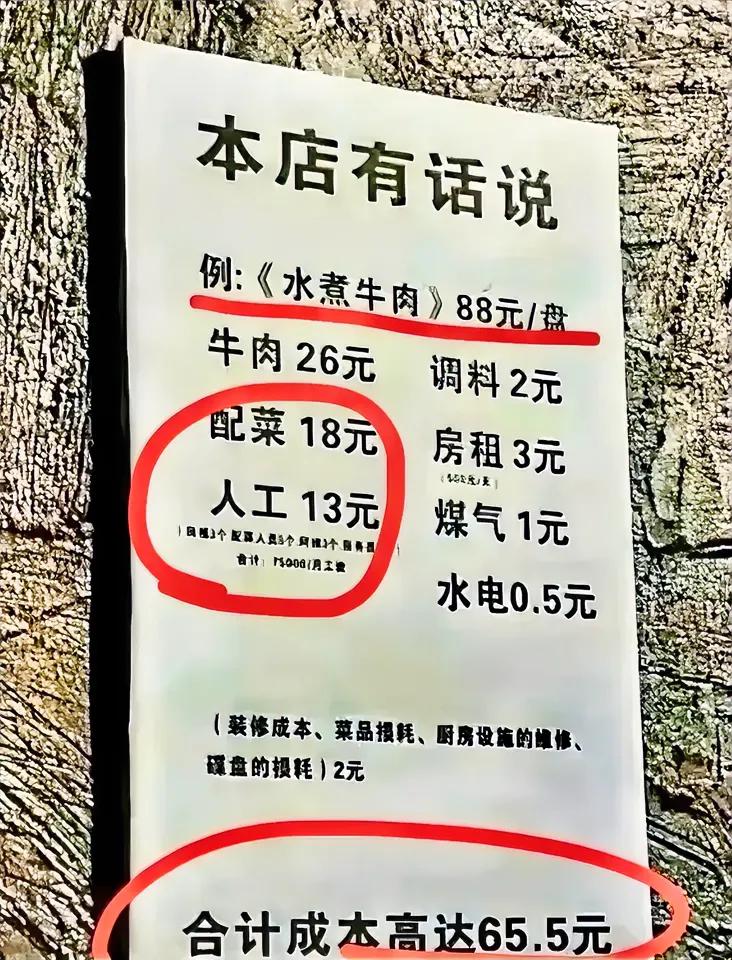 本店有话说
例:《水煮牛肉》88元/盘
牛肉 26元
调料 2元
配菜 18元
房租 3元
人工 13元
煤气 1元
水电0.5元
(装修成本、菜品损耗、厨房设施的维修、
碟盘的损耗)2元
合计成本高达65.5元